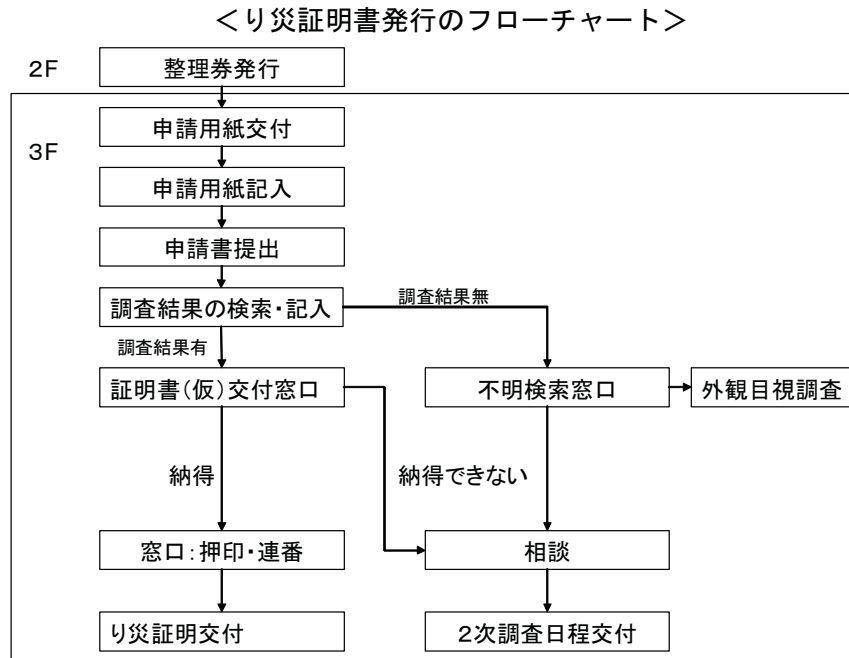 ＜り災証明書発行のフローチャート＞
2F
整理券発行
申請用紙交付
3F
申請用紙記入
申請書提出
調査結果の検索・記入
調査結果無
調査結果有
証明書(仮)交付窓口
不明検索窓口
外観目視調査
納得
納得できない
窓口：押印・連番
相談
り災証明交付
2次調査日程交付